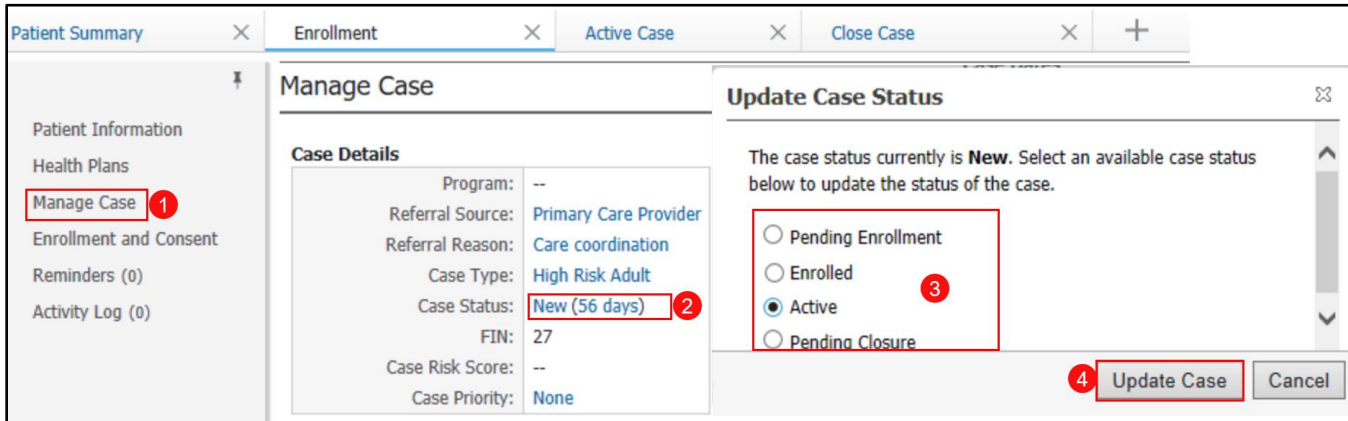 Patient Summary
Enrollment
Active Case
Close Case
Patient Information
Health Plans
Manage Case 1
Enrollment and Consent
Reminders (0)
Activity Log (0)
Manage Case
Case Details
Program: --
Referral Source: Primary Care Provider
Referral Reason: Care coordination
Case Type: High Risk Adult
Case Status: New (56 days) 2
FIN: 27
Case Risk Score: --
Case Priority: None
Update Case Status
The case status currently is New. Select an available case status
below to update the status of the case.
Pending Enrollment
Enrolled
3
Active
Pending Closure
4 Update Case Cancel